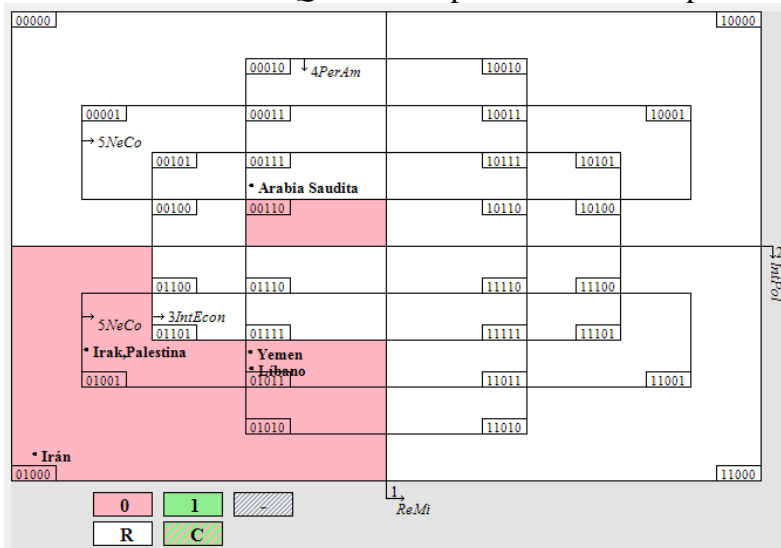 Q
00000 10000
00010 4PerAm 10010
00001 00011 10011 10001
5NeCo
00101 00111 10111 10101
Arabia Saudita
00100 00110 10110 10100
2
IntPol
01100 01110 11110 11100
5NeCo 3IntEcon
01101 01111 11111 11101
Irak,Palestina Yemen
Líbano
01001 01011 11011 11001
01010 11010
Irán
01000 11000
1
ReMi
0 1 -
R C